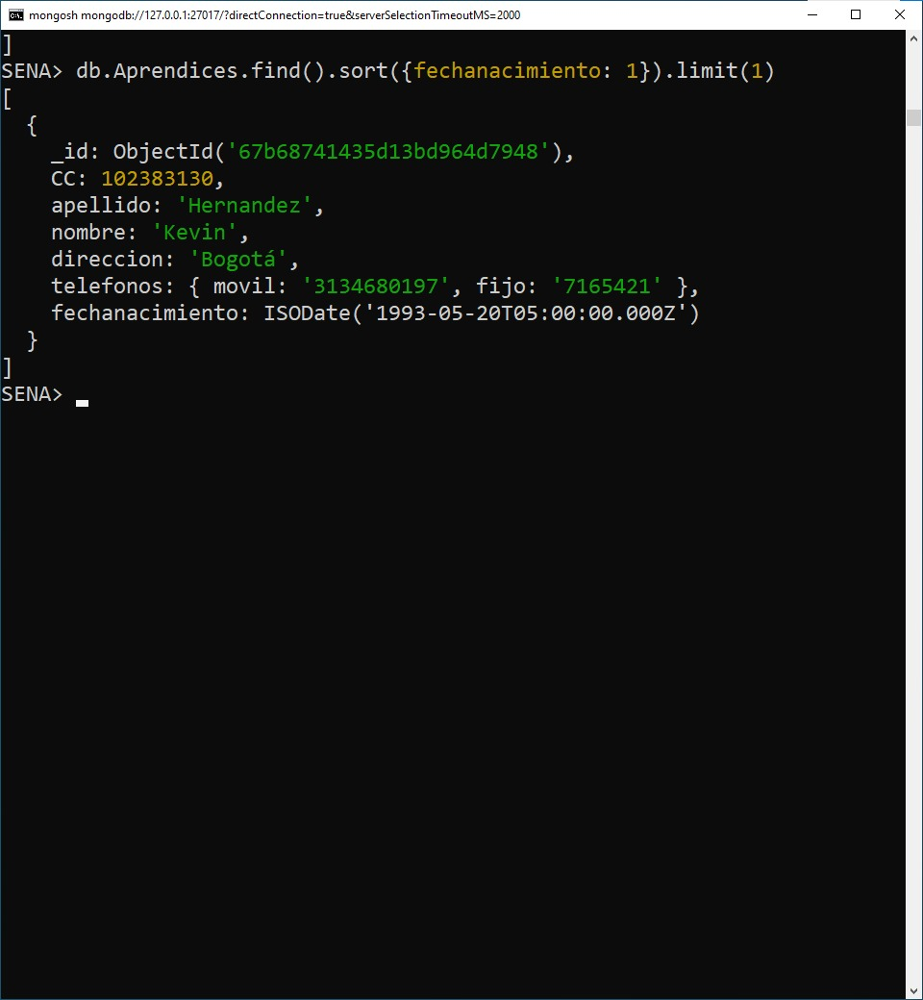 mongosh mongodb://127.0.0.1:27017/?directConnection=true&serverSelectionTimeoutMS=2000
]
SENA> db.Aprendices.find().sort({fechanacimiento: 1}).limit(1)
[
  {
    _id: ObjectId('67b68741435d13bd964d7948'),
    CC: 102383130,
    apellido: 'Hernandez',
    nombre: 'Kevin',
    direccion: 'Bogotá',
    telefonos: { movil: '3134680197', fijo: '7165421' },
    fechanacimiento: ISODate('1993-05-20T05:00:00.000Z')
  }
]
SENA>